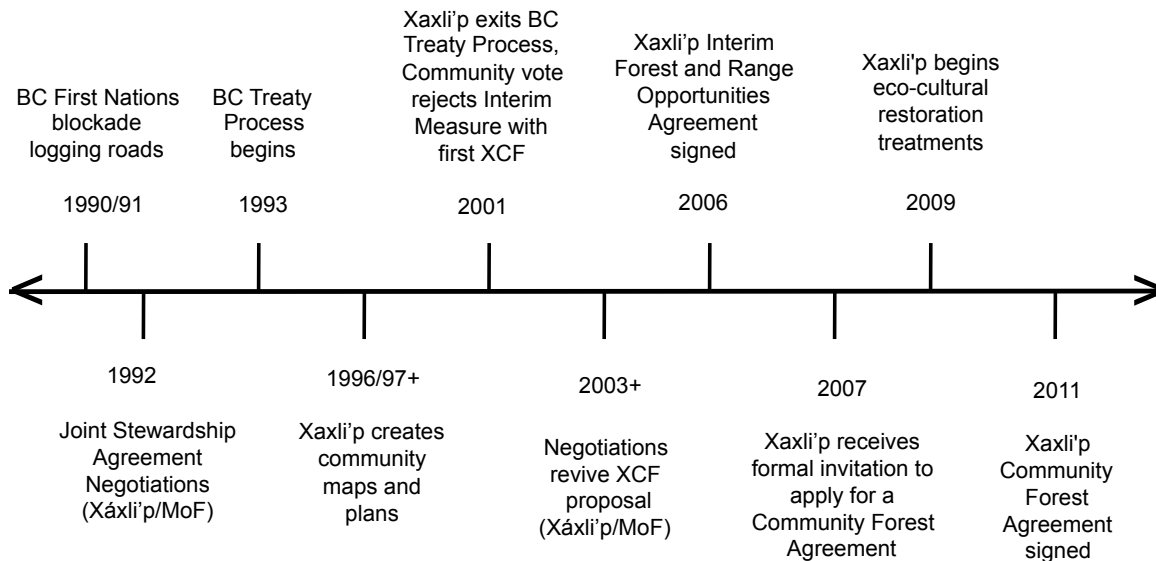 BC First Nations
blockade
logging roads
1990/91
BC Treaty
Process
begins
1993
Xaxli’p exits BC
Treaty Process,
Community vote
rejects Interim
Measure with
first XCF
2001
Xaxli’p Interim
Forest and Range
Opportunities
Agreement
signed
2006
Xaxli'p begins
eco-cultural
restoration
treatments
2009
1992
Joint Stewardship
Agreement
Negotiations
(Xáxli’p/MoF)
1996/97+
Xaxli’p creates
community
maps and
plans
2003+
Negotiations
revive XCF
proposal
(Xáxli’p/MoF)
2007
Xaxli’p receives
formal invitation to
apply for a
Community Forest
Agreement
2011
Xaxli'p
Community
Forest
Agreement
signed